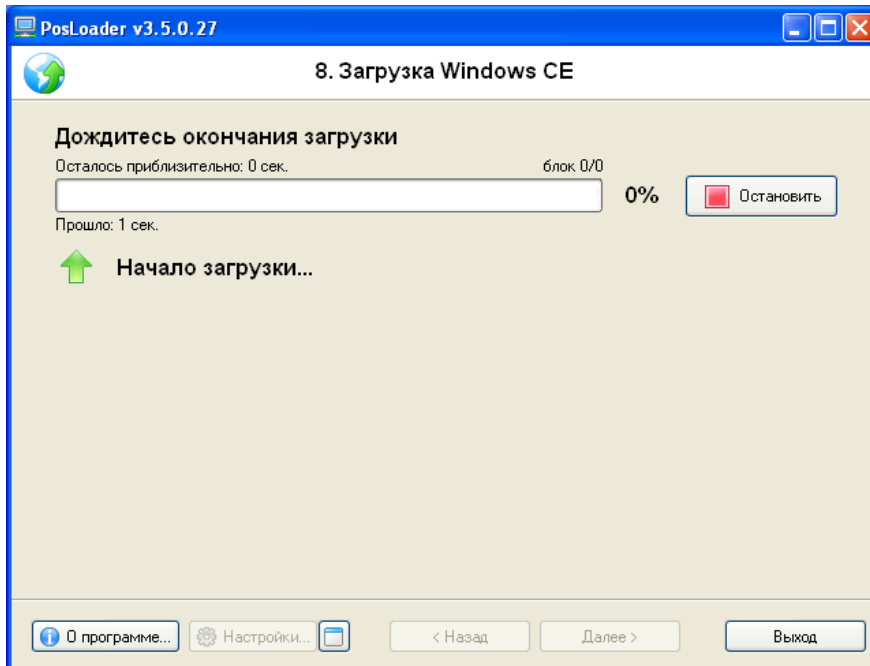 PosLoader v3.5.0.27
8. Загрузка Windows CE
Дождитесь окончания загрузки
Осталось приблизительно: 0 сек. блок 0/0
0% Остановить
Прошло: 1 сек.
Начало загрузки...
О программе... Настройки... < Назад Далее > Выход